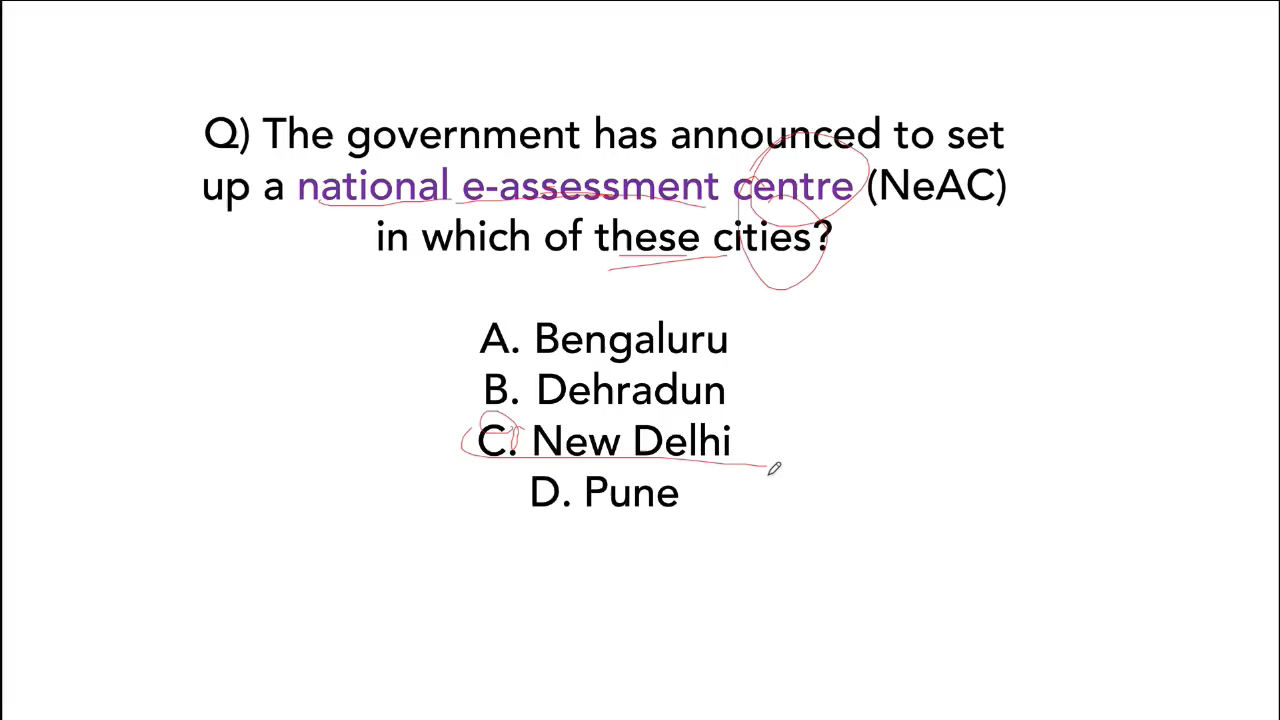 Q) The government has announced to set
up a national e-assessment centre (NeAC)
in which of these cities?
A. Bengaluru
B. Dehradun
C. New Delhi
D. Pune